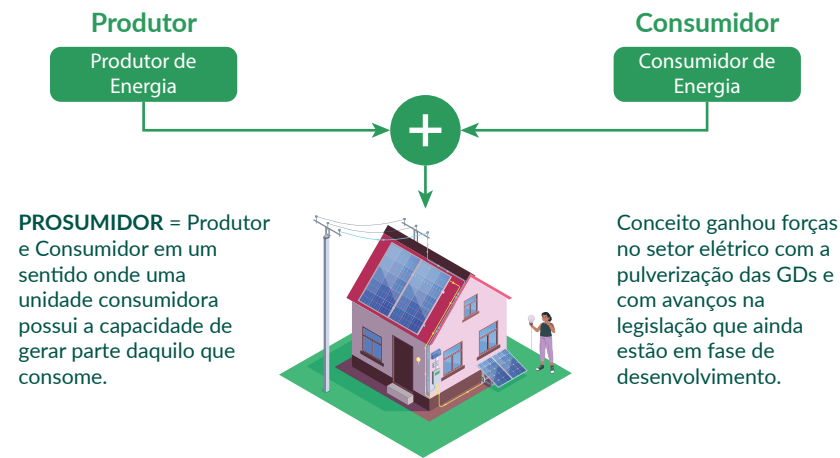 Produtor
Produtor de
Energia
Consumidor
Consumidor de
Energia
+
PROSUMIDOR = Produtor
e Consumidor em um
sentido onde uma
unidade consumidora
possui a capacidade de
gerar parte daquilo que
consome.
Conceito ganhou forças
no setor elétrico com a
pulverização das GDs e
com avanços na
legislação que ainda
estão em fase de
desenvolvimento.